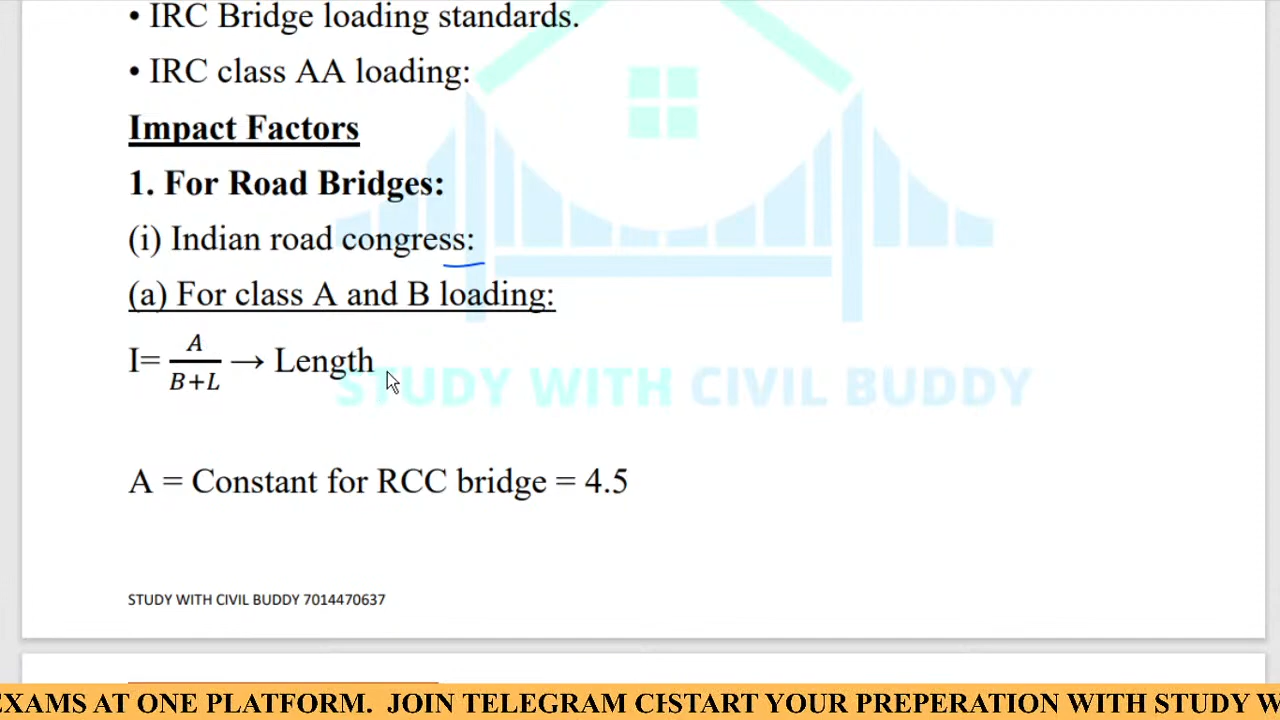 • IRC Bridge loading standards.
• IRC class AA loading:
Impact Factors
1. For Road Bridges:
(i) Indian road congress:
(a) For class A and B loading:
I= A/B+L → Length
STUDY WITH CIVIL BUDDY
A = Constant for RCC bridge = 4.5
STUDY WITH CIVIL BUDDY 7014470637
EXAMS AT ONE PLATFORM. JOIN TELEGRAM CHSTART YOUR PREPERATION WITH STUDY W